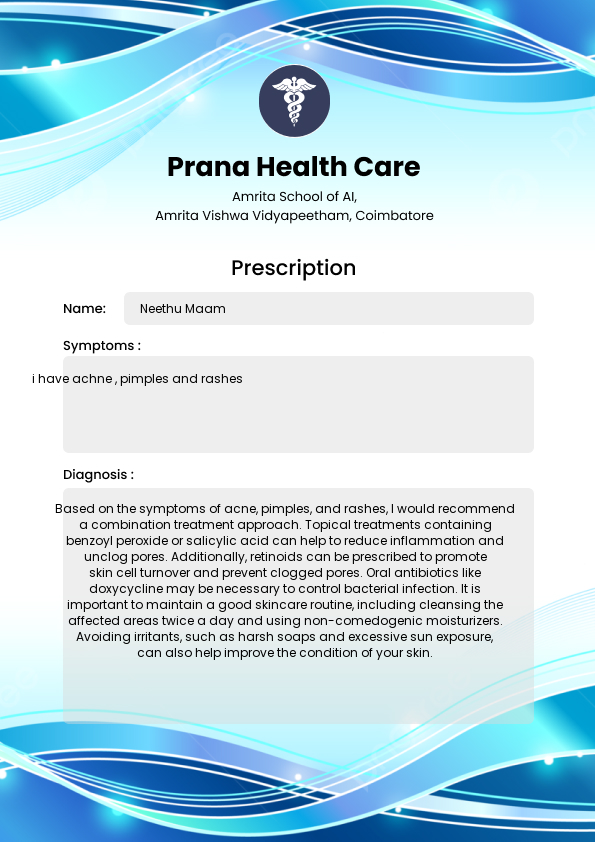 Prana Health Care
Amrita School of AI,
Amrita Vishwa Vidyapeetham, Coimbatore
Prescription
Name: Neethu Maam
Symptoms :
i have achne , pimples and rashes
Diagnosis :
Based on the symptoms of acne, pimples, and rashes, I would recommend
a combination treatment approach. Topical treatments containing
benzoyl peroxide or salicylic acid can help to reduce inflammation and
unclog pores. Additionally, retinoids can be prescribed to promote
skin cell turnover and prevent clogged pores. Oral antibiotics like
doxycycline may be necessary to control bacterial infection. It is
important to maintain a good skincare routine, including cleansing the
affected areas twice a day and using non-comedogenic moisturizers.
Avoiding irritants, such as harsh soaps and excessive sun exposure,
can also help improve the condition of your skin.